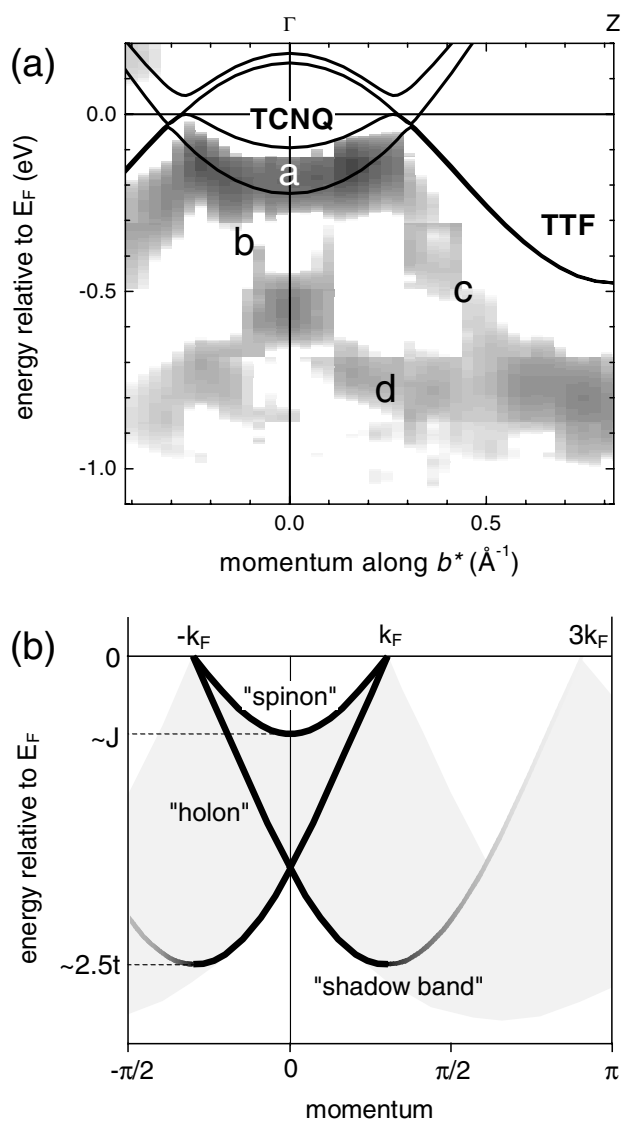 Γ Z
(a)
0.0
-0.5
-1.0
energy relative to E_F (eV)
TCNQ
a
b
TTF
c
d
0.0 0.5
momentum along b* (Å⁻¹)
(b)
-k_F k_F 3k_F
0
~J
~2.5t
energy relative to E_F
"spinon"
"holon"
"shadow band"
-π/2 0 π/2 π
momentum